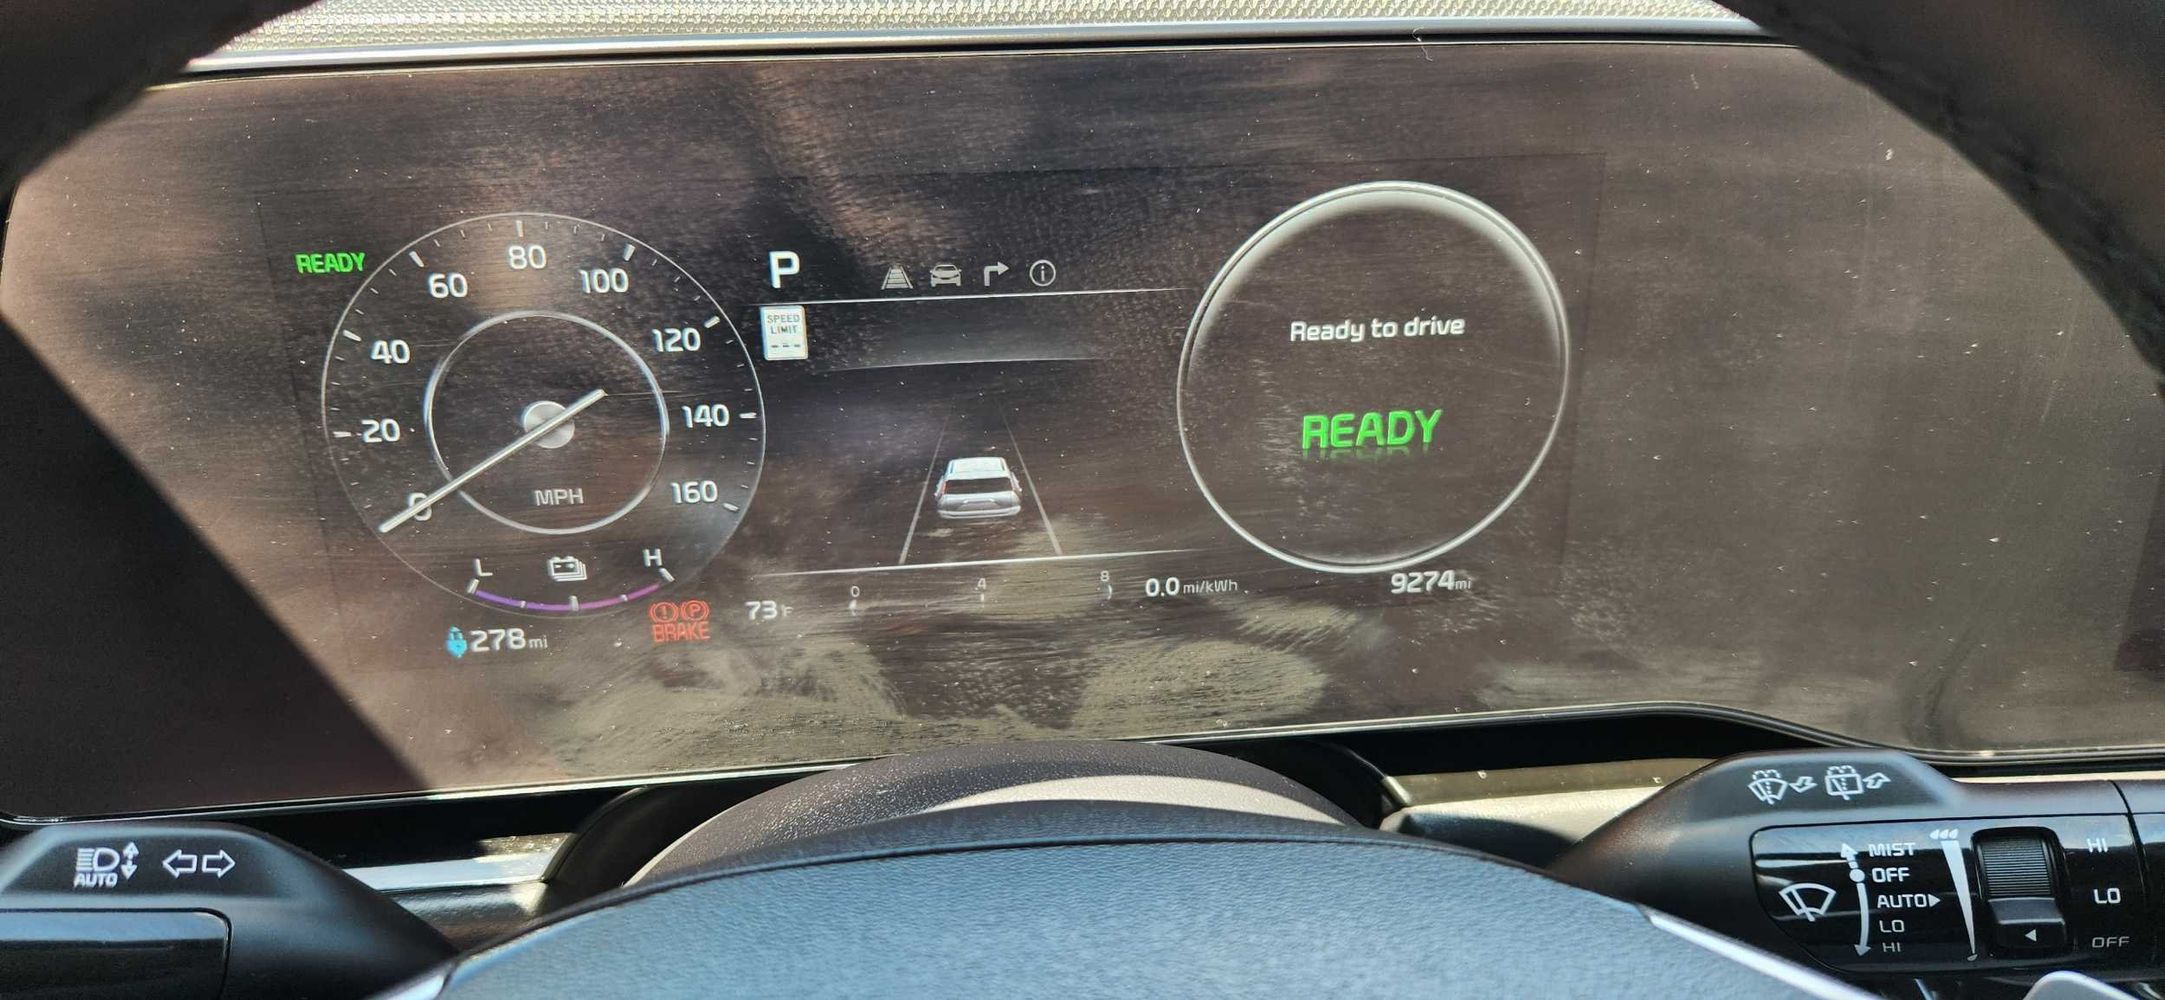 READY
0
20
40
60
80
100
120
140
160
MPH
L
H
278mi
BRAKE
P
SPEED
LIMIT
---
73°F
0
4
8
0.0 mi/kWh
Ready to drive
READY
9274mi
AUTO
MIST
OFF
AUTO
LO
HI
HI
LO
OFF